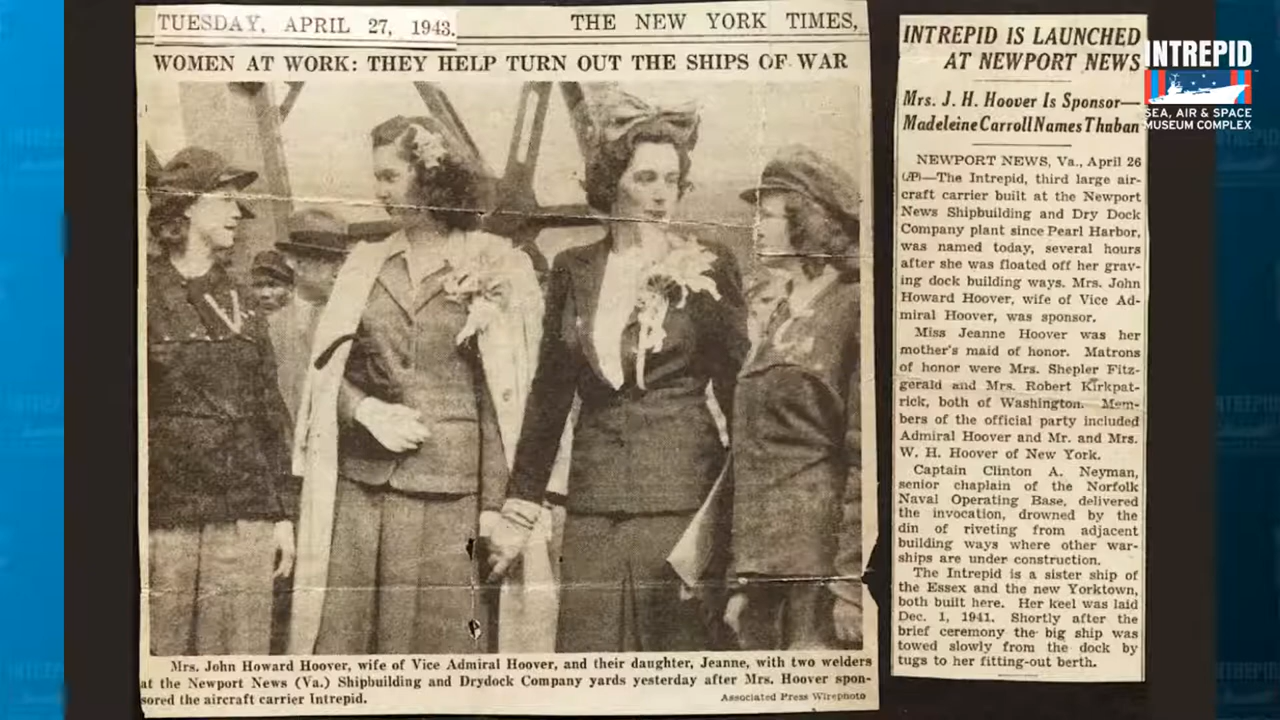 TUESDAY, APRIL 27, 1943.
THE NEW YORK TIMES,
WOMEN AT WORK: THEY HELP TURN OUT THE SHIPS OF WAR
Mrs. John Howard Hoover, wife of Vice Admiral Hoover, and their daughter, Jeanne, with two welders
at the Newport News (Va.) Shipbuilding and Drydock Company yards yesterday after Mrs. Hoover spon-
sored the aircraft carrier Intrepid.
Associated Press Wirephoto
INTREPID IS LAUNCHED
AT NEWPORT NEWS
Mrs. J. H. Hoover Is Sponsor—
Madeleine Carroll Names Thuban
NEWPORT NEWS, Va., April 26
(AP)—The Intrepid, third large air-
craft carrier built at the Newport
News Shipbuilding and Dry Dock
Company plant since Pearl Harbor,
was named today, several hours
after she was floated off her grav-
ing dock building ways. Mrs. John
Howard Hoover, wife of Vice Ad-
miral Hoover, was sponsor.
Miss Jeanne Hoover was her
mother's maid of honor. Matrons
of honor were Mrs. Shepler Fitz-
gerald and Mrs. Robert Kirkpat-
rick, both of Washington. Mem-
bers of the official party included
Admiral Hoover and Mr. and Mrs.
W. H. Hoover of New York.
Captain Clinton A. Neyman,
senior chaplain of the Norfolk
Naval Operating Base, delivered
the invocation, drowned by the
din of riveting from adjacent
building ways where other war-
ships are under construction.
The Intrepid is a sister ship of
the Essex and the new Yorktown,
both built here. Her keel was laid
Dec. 1, 1941. Shortly after the
brief ceremony the big ship was
towed slowly from the dock by
tugs to her fitting-out berth.
INTREPID
SEA, AIR & SPACE
MUSEUM COMPLEX